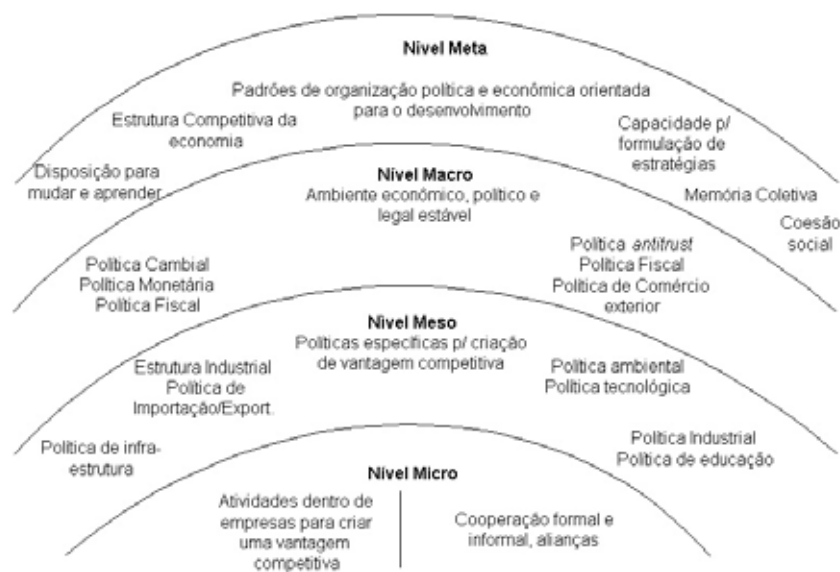 Nível Meta
Padrões de organização política e econômica orientada
para o desenvolvimento
Estrutura Competitiva da
economia
Capacidade p/
formulação de
estratégias
Disposição para
mudar e aprender
Memória Coletiva
Coesão
social
Nível Macro
Ambiente econômico, político e
legal estável
Política Cambial
Política Monetária
Política Fiscal
Política antitrust
Política Fiscal
Política de Comércio
exterior
Nível Meso
Políticas específicas p/ criação
de vantagem competitiva
Estrutura Industrial
Política de
Importação/Export.
Política ambiental
Política tecnológica
Política de infra-
estrutura
Política Industrial
Política de educação
Nível Micro
Atividades dentro de
empresas para criar
uma vantagem
competitiva
Cooperação formal e
informal, alianças